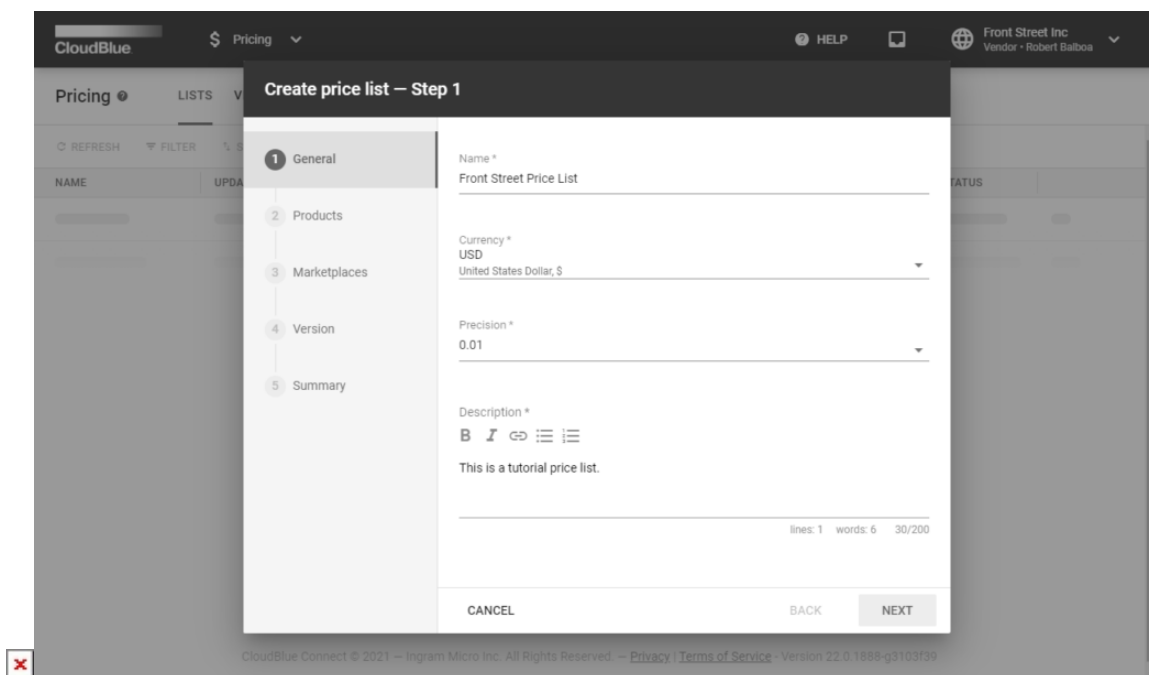 CloudBlue
$ Pricing
HELP
Front Street Inc
Vendor • Robert Balboa
Pricing
LISTS V
REFRESH FILTER S
NAME UPDA TATUS
Create price list — Step 1
1 General
2 Products
3 Marketplaces
4 Version
5 Summary
Name *
Front Street Price List
Currency *
USD
United States Dollar, $
Precision *
0.01
Description *
B I
This is a tutorial price list.
lines: 1 words: 6 30/200
CANCEL BACK NEXT
CloudBlue Connect © 2021 — Ingram Micro Inc. All Rights Reserved. — Privacy | Terms of Service - Version 22.0.1888-g3103f39